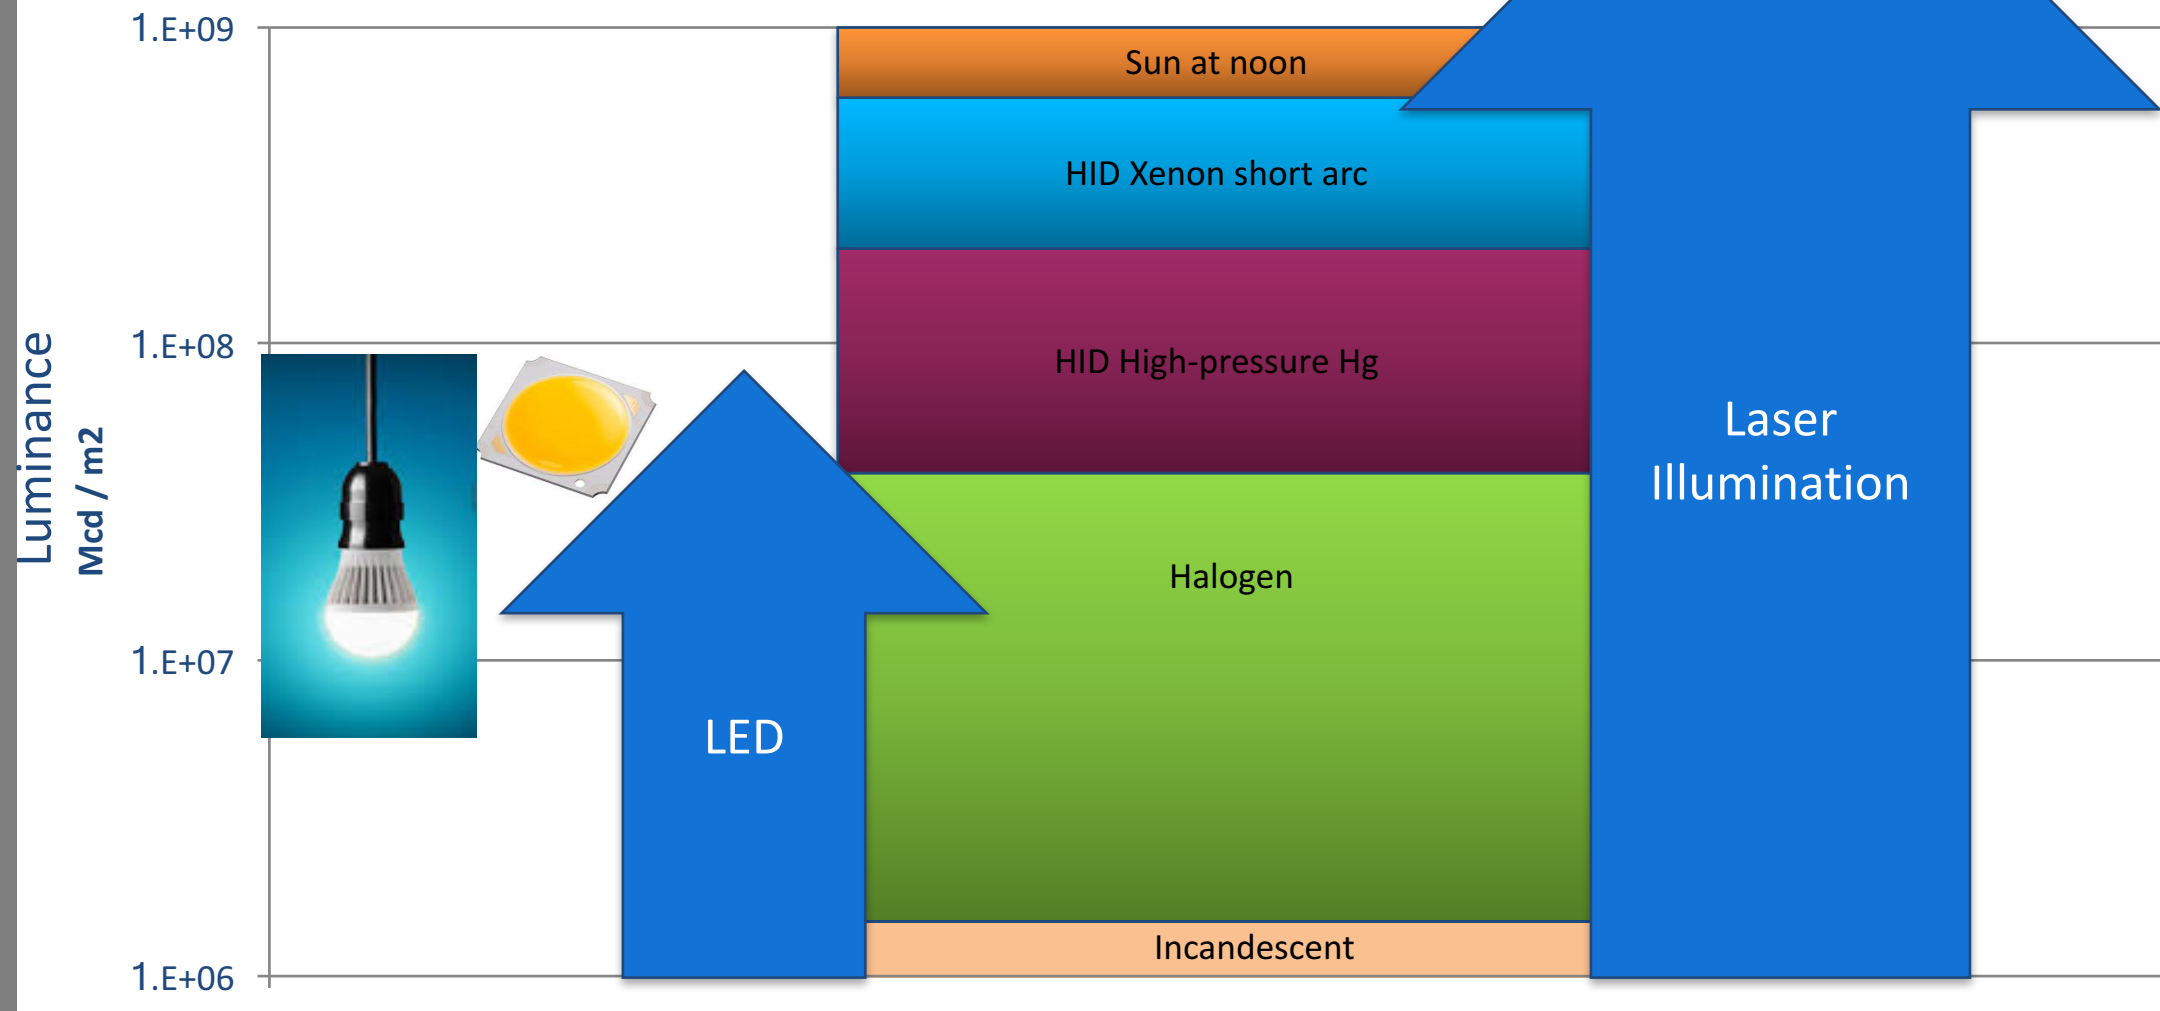 1.E+09
Sun at noon
HID Xenon short arc
1.E+08
HID High-pressure Hg
Luminance
Mcd / m2
Laser
Illumination
Halogen
1.E+07
LED
Incandescent
1.E+06